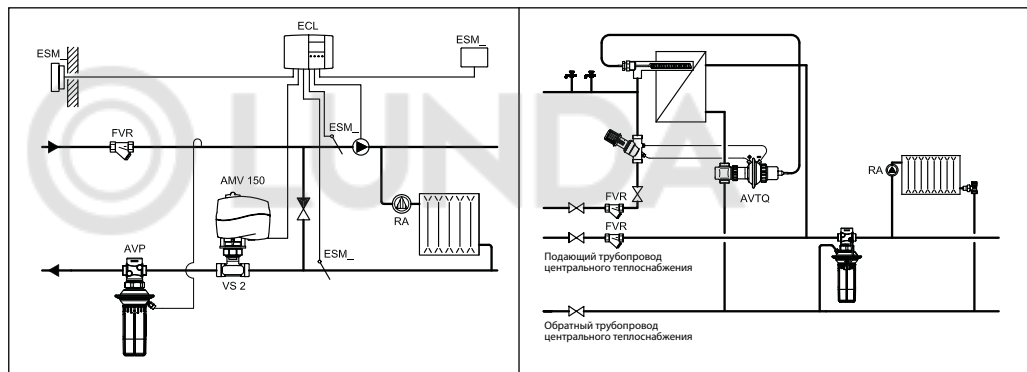 ECL
ESM_
ESM_
ESM_
FVR
AMV 150
RA
AVP
ESM_
VS 2
LUNDA
RA
AVTQ
FVR
FVR
Подающий трубопровод
центрального теплоснабжения
Обратный трубопровод
центрального теплоснабжения